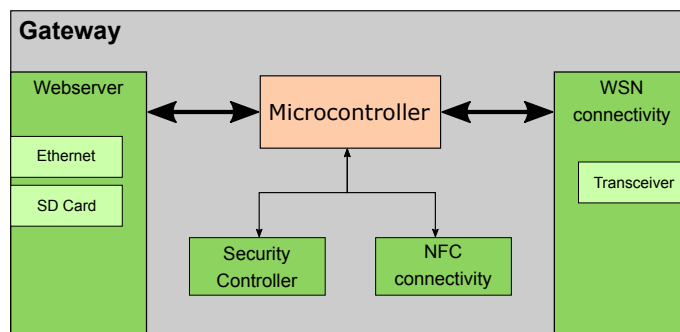 Gateway
Webserver
Ethernet
SD Card
Microcontroller
WSN
connectivity
Transceiver
Security
Controller
NFC
connectivity